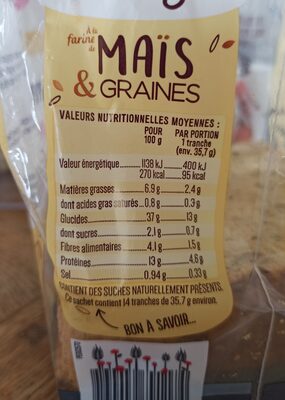 À la
farine
de
MAÏS
& GRAINES
VALEURS NUTRITIONNELLES MOYENNES :
POUR 100 g
PAR PORTION 1 tranche (env. 35,7 g)
Valeur énergétique 1138 kJ 400 kJ
270 kcal 95 kcal
Matières grasses 6.9 g 2.4 g
dont acides gras saturés 0.8 g 0.3 g
Glucides 37 g 13 g
dont sucres 2.1 g 0.7 g
Fibres alimentaires 4.1 g 1.5 g
Protéines 13 g 4.6 g
Sel 0.94 g 0.33 g
CONTIENT DES SUCRES NATURELLEMENT PRÉSENTS.
Ce sachet contient 14 tranches de 35.7 g environ.
BON À SAVOIR...